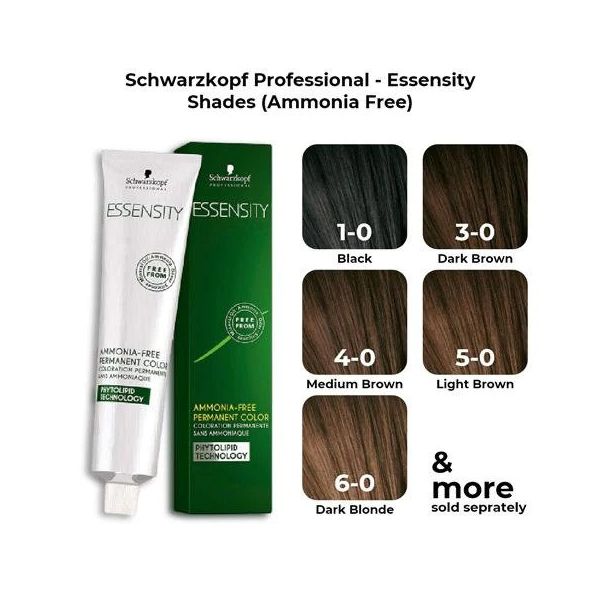 Schwarzkopf Professional - Essensity
Shades (Ammonia Free)
Schwarzkopf
PROFESSIONAL
ESSENSITY
FREE
FROM
AMMONIA-FREE
PERMANENT COLOR
COLORATION PERMANENTE
SANS AMMONIAQUE
PHYTOLIPID
TECHNOLOGY
Schwarzkopf
PROFESSIONAL
ESSENSITY
FREE
FROM
AMMONIA-FREE
PERMANENT COLOR
COLORATION PERMANENTE
SANS AMMONIAQUE
PHYTOLIPID
TECHNOLOGY
1-0
Black
3-0
Dark Brown
4-0
Medium Brown
5-0
Light Brown
6-0
Dark Blonde
&
more
sold seprately